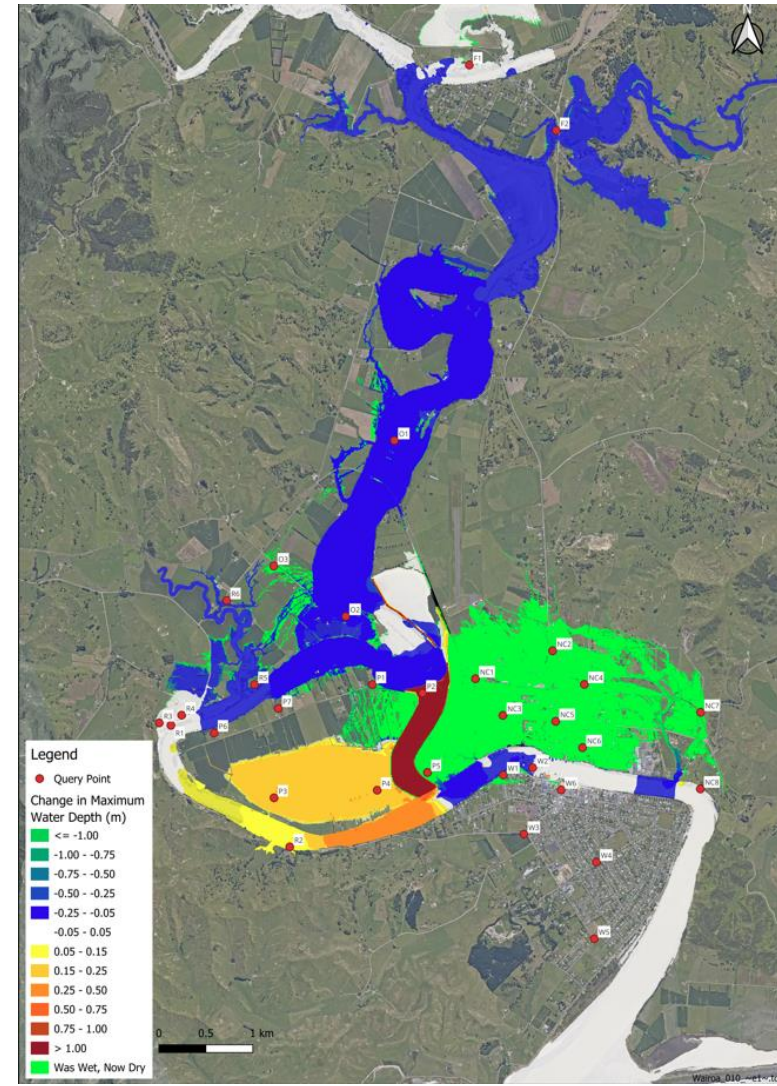 F1
F2
O1
O3
R6
O2
NC2
R5
P1
P2
NC1
NC4
P7
R4
R3
R1
P6
NC3
NC5
NC7
NC6
P5
W1
W2
P3
P4
W6
NC8
R2
W3
W4
W5
Legend
Query Point
Change in Maximum
Water Depth (m)
<= -1.00
-1.00 - -0.75
-0.75 - -0.50
-0.50 - -0.25
-0.25 - -0.05
-0.05 - 0.05
0.05 - 0.15
0.15 - 0.25
0.25 - 0.50
0.50 - 0.75
0.75 - 1.00
> 1.00
Was Wet, Now Dry
0 0.5 1 km